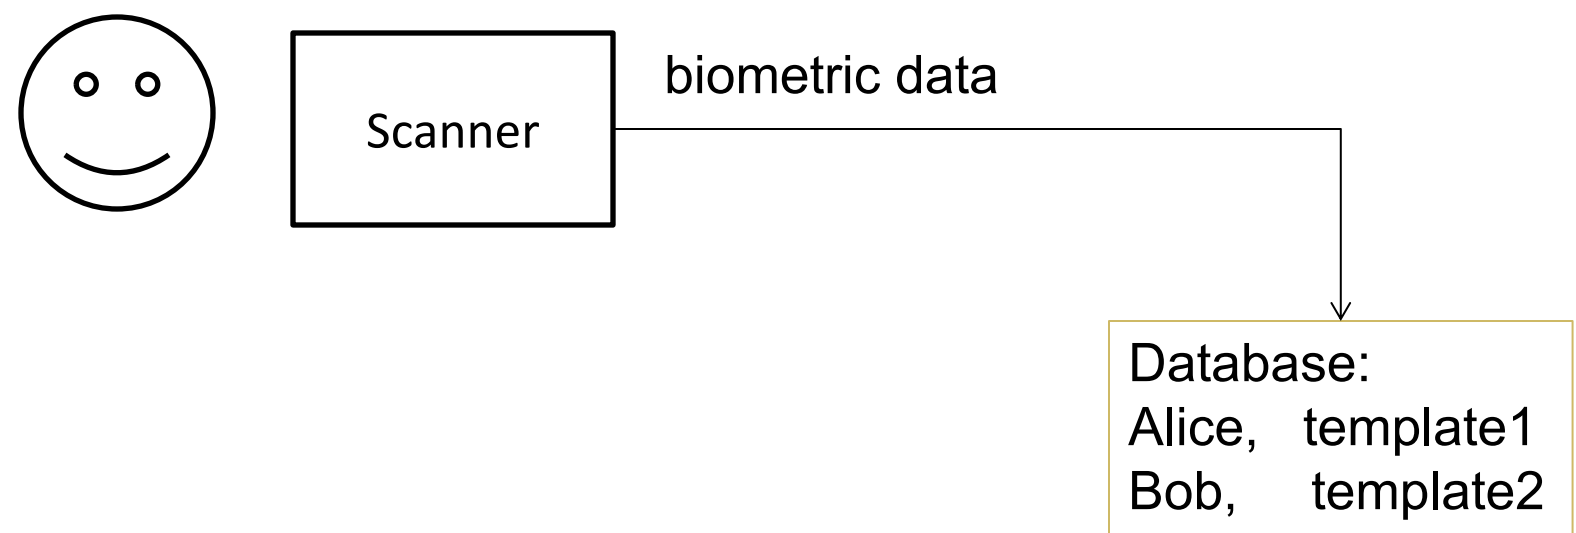 biometric data
Scanner
Database:
Alice, template1
Bob, template2